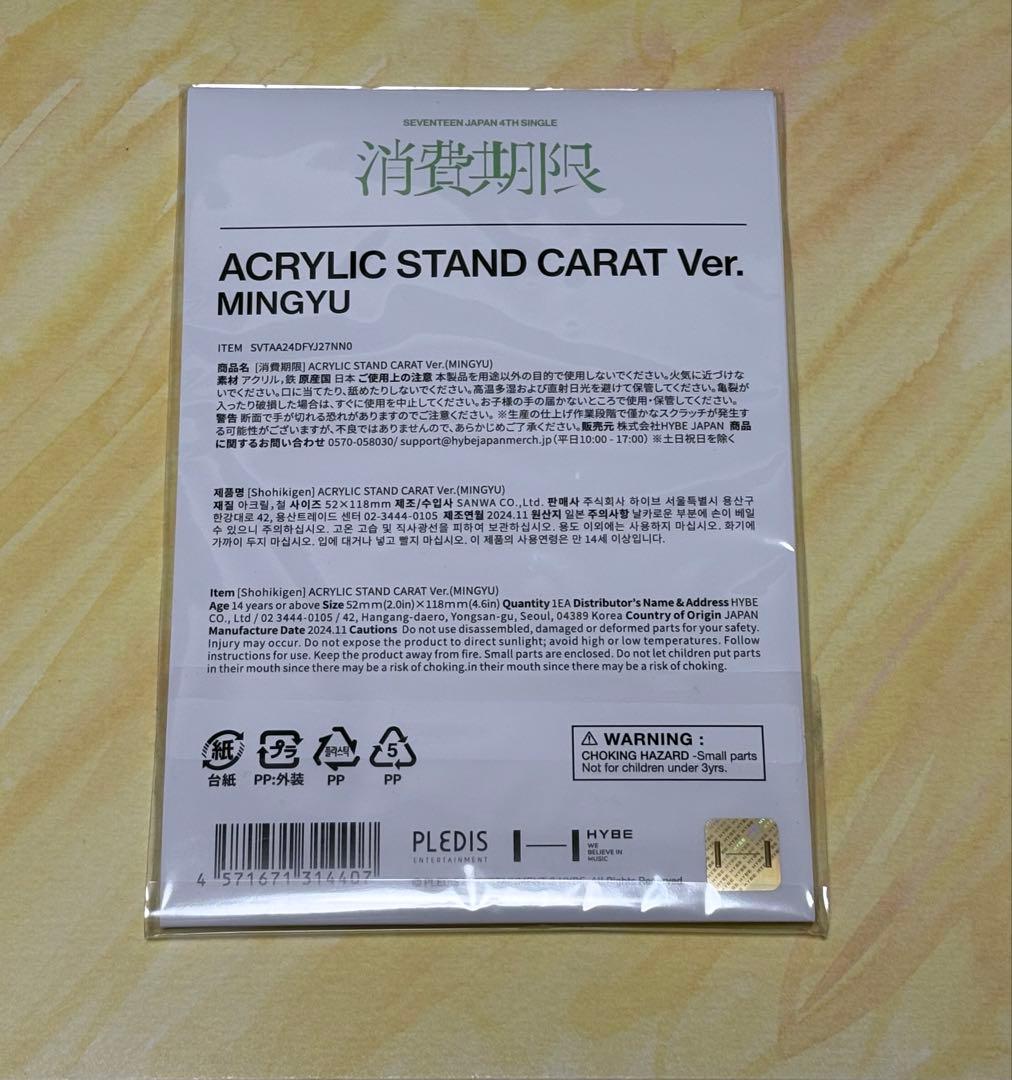 SEVENTEEN JAPAN 4TH SINGLE
消費期限
ACRYLIC STAND CARAT Ver.
MINGYU
ITEM SVTAA24DFYJ27NN0
商品名 [消費期限] ACRYLIC STAND CARAT Ver.(MINGYU)
素材 アクリル,鉄 原産国 日本 ご使用上の注意 本製品を用途以外の目的で使用しないでください。火気に近づけな
いでください。口に当てたり、舐めたりしないでください。高温多湿および直射日光を避けて保管してください。亀裂が
入ったり破損した場合は、すぐに使用を中止してください。お子様の手の届かないところで使用・保管してください。
警告 断面で手が切れる恐れがありますのでご注意ください。 ※生産の仕上げ作業段階で僅かなスクラッチが発生す
る可能性がございますが、不良ではありませんので、あらかじめご了承ください。販売元 株式会社HYBE JAPAN 商品
に関するお問い合わせ 0570-058030/ support@hybejapanmerch.jp (平日10:00 - 17:00) ※土日祝日を除く
제품명 [Shohikigen] ACRYLIC STAND CARAT Ver.(MINGYU)
재질 아크릴, 철 사이즈 52×118mm 제조/수입사 SANWA CO.,Ltd. 판매사 주식회사 하이브 서울특별시 용산구
한강대로 42, 용산트레이드 센터 02-3444-0105 제조연월 2024.11 원산지 일본 주의사항 날카로운 부분에 손이 베일
수 있으니 주의하십시오. 고온 고습 및 직사광선을 피하여 보관하십시오. 용도 이외에는 사용하지 마십시오. 화기에
가까이 두지 마십시오. 입에 대거나 넣고 빨지 마십시오. 이 제품의 사용연령은 만 14세 이상입니다.
Item [Shohikigen] ACRYLIC STAND CARAT Ver.(MINGYU)
Age 14 years or above Size 52mm(2.0in)×118mm(4.6in) Quantity 1EA Distributor's Name & Address HYBE
CO., Ltd / 02 3444-0105 / 42, Hangang-daero, Yongsan-gu, Seoul, 04389 Korea Country of Origin JAPAN
Manufacture Date 2024.11 Cautions Do not use disassembled, damaged or deformed parts for your safety.
Injury may occur. Do not expose the product to direct sunlight; avoid high or low temperatures. Follow
instructions for use. Keep the product away from fire. Small parts are enclosed. Do not let children put parts
in their mouth since there may be a risk of choking.in their mouth since there may be a risk of choking.
紙 プラ 플라스틱 5
台紙 PP:外装 PP PP
⚠ WARNING :
CHOKING HAZARD -Small parts
Not for children under 3yrs.
PLEDIS
ENTERTAINMENT
HYBE
WE
BELIEVE IN
MUSIC
4 571671 314407
© PLEDIS ENTERTAINMENT & HYBE. All Rights Reserved